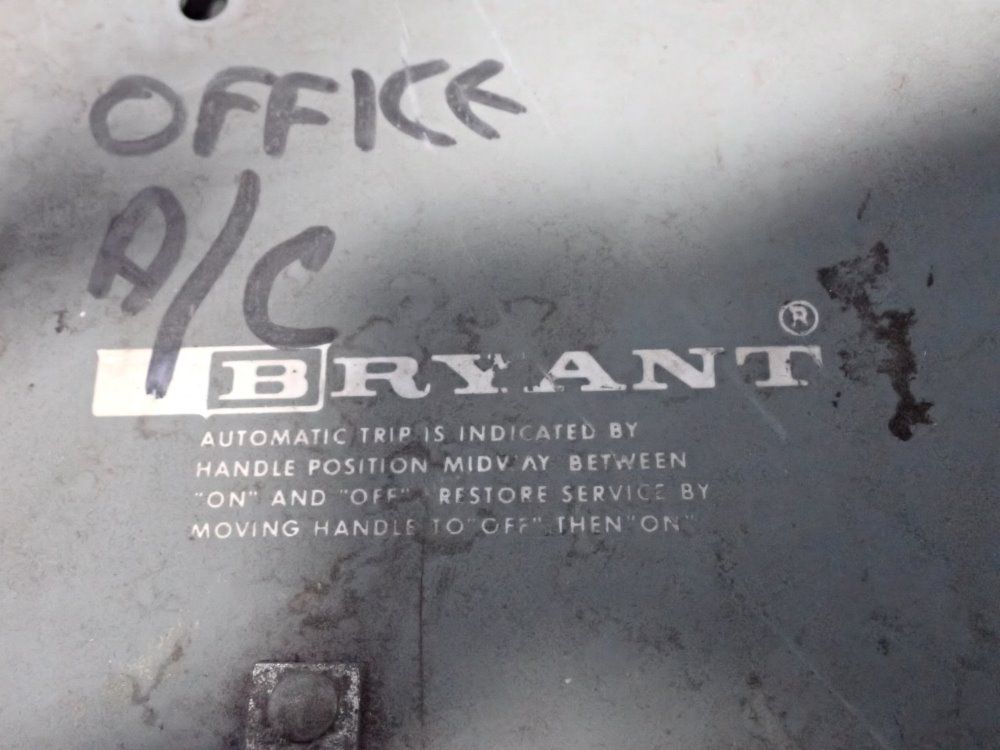 OFFICE
A/C
BRYANT ®
AUTOMATIC TRIP IS INDICATED BY
HANDLE POSITION MIDWAY BETWEEN
"ON" AND "OFF" RESTORE SERVICE BY
MOVING HANDLE TO "OFF" THEN "ON"